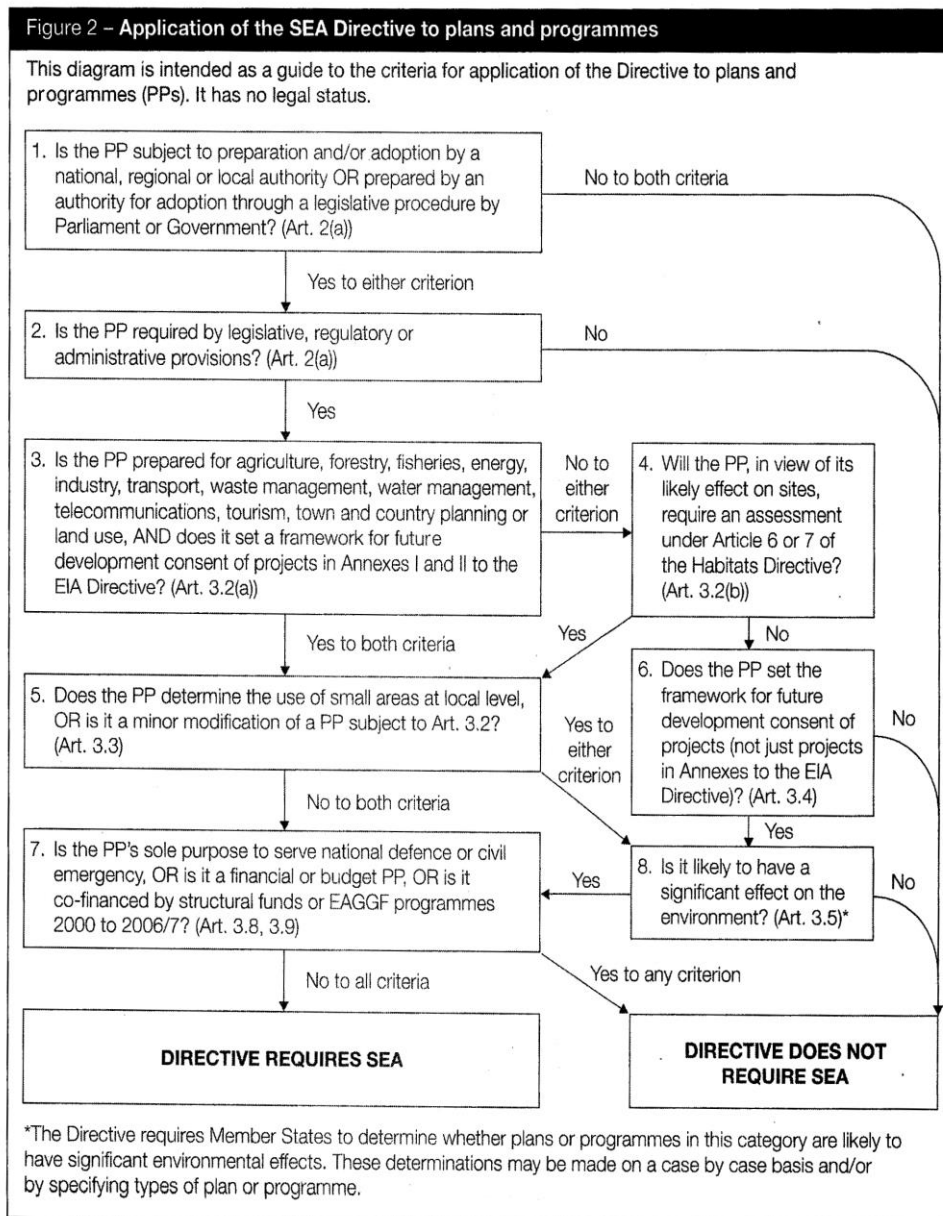 Figure 2 – Application of the SEA Directive to plans and programmes
This diagram is intended as a guide to the criteria for application of the Directive to plans and
programmes (PPs). It has no legal status.
1. Is the PP subject to preparation and/or adoption by a
national, regional or local authority OR prepared by an
authority for adoption through a legislative procedure by
Parliament or Government? (Art. 2(a))
No to both criteria
Yes to either criterion
2. Is the PP required by legislative, regulatory or
administrative provisions? (Art. 2(a))
No
Yes
3. Is the PP prepared for agriculture, forestry, fisheries, energy,
industry, transport, waste management, water management,
telecommunications, tourism, town and country planning or
land use, AND does it set a framework for future
development consent of projects in Annexes I and II to the
EIA Directive? (Art. 3.2(a))
No to
either
criterion
4. Will the PP, in view of its
likely effect on sites,
require an assessment
under Article 6 or 7 of
the Habitats Directive?
(Art. 3.2(b))
Yes to both criteria
Yes
No
5. Does the PP determine the use of small areas at local level,
OR is it a minor modification of a PP subject to Art. 3.2?
(Art. 3.3)
Yes to
either
criterion
6. Does the PP set the
framework for future
development consent of
projects (not just projects
in Annexes to the EIA
Directive)? (Art. 3.4)
No
No to both criteria
Yes
7. Is the PP's sole purpose to serve national defence or civil
emergency, OR is it a financial or budget PP, OR is it
co-financed by structural funds or EAGGF programmes
2000 to 2006/7? (Art. 3.8, 3.9)
Yes
8. Is it likely to have a
significant effect on the
environment? (Art. 3.5)*
No
No to all criteria
Yes to any criterion
DIRECTIVE REQUIRES SEA
DIRECTIVE DOES NOT
REQUIRE SEA
*The Directive requires Member States to determine whether plans or programmes in this category are likely to
have significant environmental effects. These determinations may be made on a case by case basis and/or
by specifying types of plan or programme.